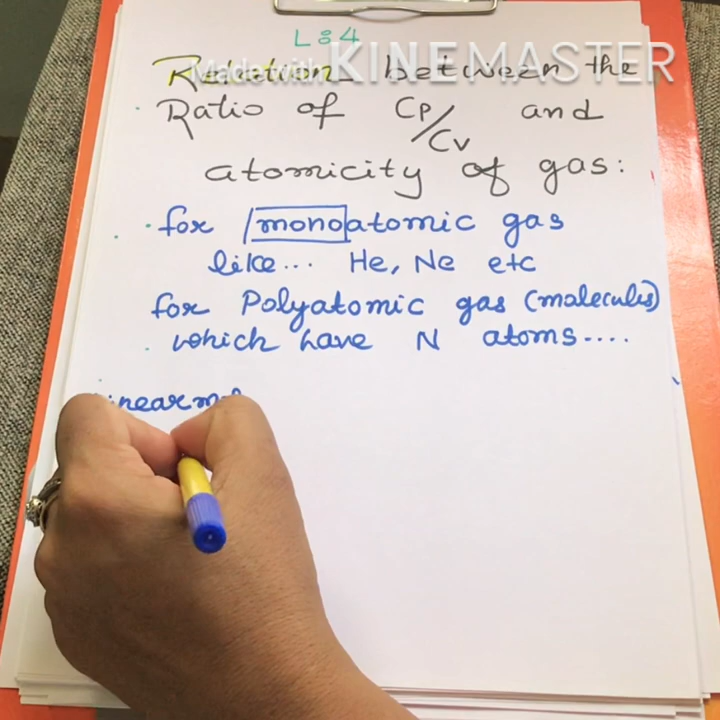 L:4
Made with KINEMASTER
Relation between the
Ratio of Cp/Cv and
atomicity of gas:
for monoatomic gas
like... He, Ne etc
for Polyatomic gas (molecules)
which have N atoms....